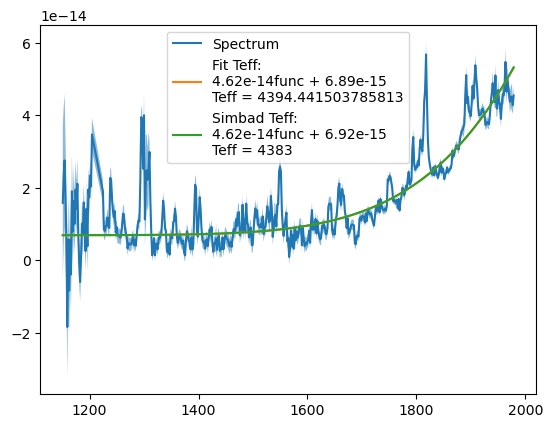 1e−14
6
4
2
0
−2
1200
1400
1600
1800
2000
Spectrum
Fit Teff:
4.62e-14func + 6.89e-15
Teff = 4394.441503785813
Simbad Teff:
4.62e-14func + 6.92e-15
Teff = 4383